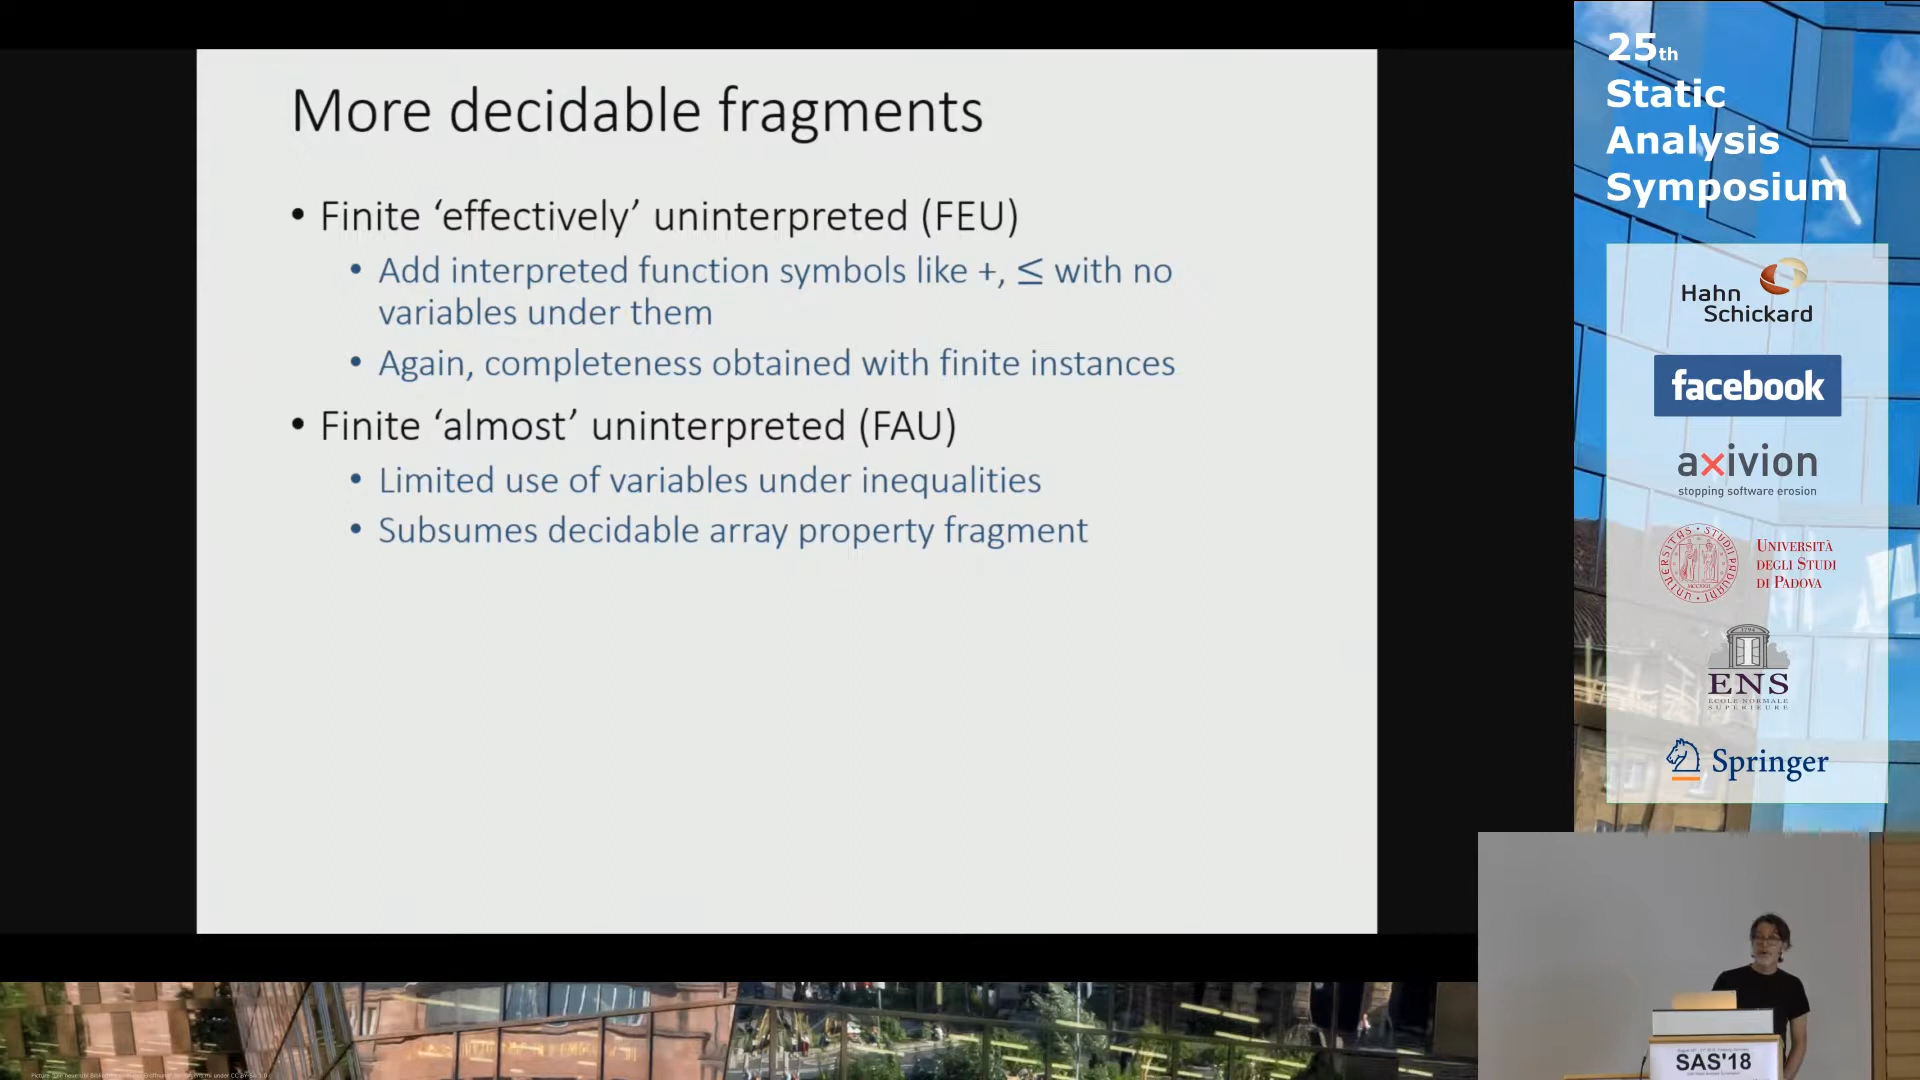 More decidable fragments
• Finite ‘effectively’ uninterpreted (FEU)
• Add interpreted function symbols like +, ≤ with no
variables under them
• Again, completeness obtained with finite instances
• Finite ‘almost’ uninterpreted (FAU)
• Limited use of variables under inequalities
• Subsumes decidable array property fragment
25th
Static
Analysis
Symposium
Hahn
Schickard
facebook
axivion
stopping software erosion
UNIVERSITÀ
DEGLI STUDI
DI PADOVA
ENS
ECOLE NORMALE
SUPERIEURE
Springer
SAS'18